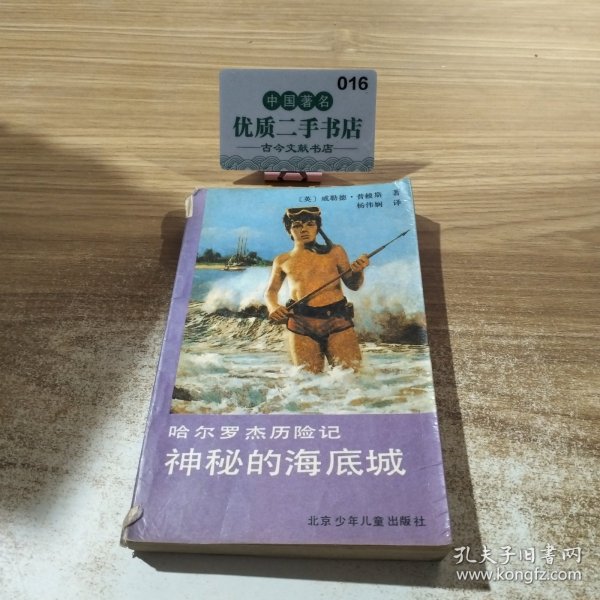 016
中国著名
优质二手书店
古今文献书店
〔英〕威勒德·普赖斯 著
杨伟娴 译
哈尔罗杰历险记
神秘的海底城
北京少年儿童出版社
孔夫子旧书网
www.kongfz.com